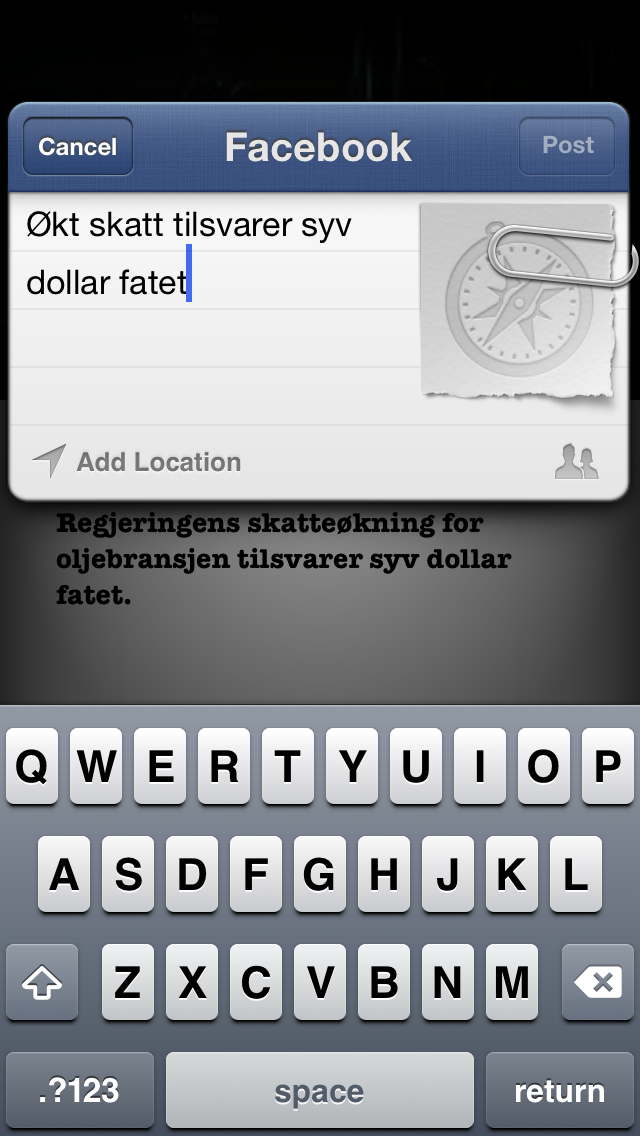 Cancel Facebook Post
Økt skatt tilsvarer syv
dollar fatet
Add Location
Regjeringens skatteøkning for
oljebransjen tilsvarer syv dollar
fatet.
Q W E R T Y U I O P
A S D F G H J K L
Z X C V B N M
.?123 space return